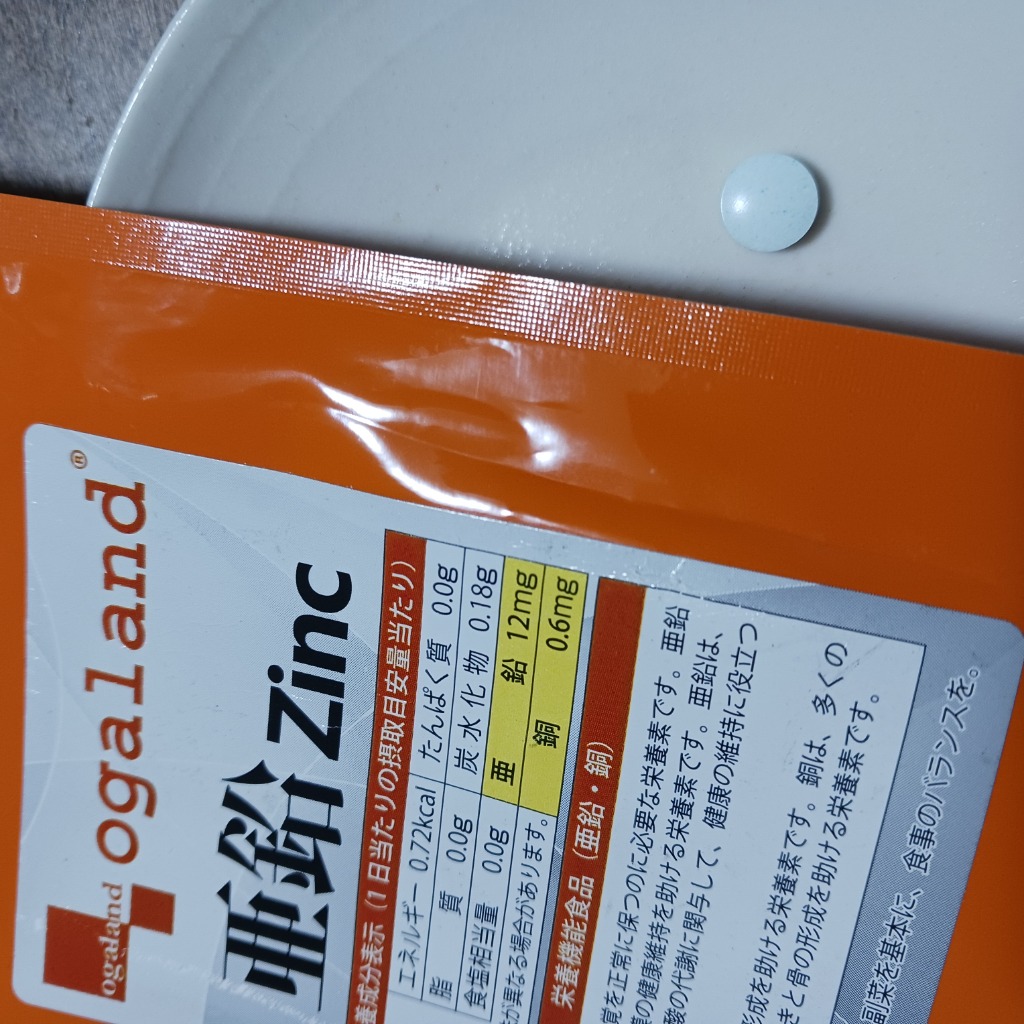 ogaland®
ogaland
亜鉛 Zinc
養成分表示（1日当たりの摂取目安量当たり）
エネルギー 0.72kcal たんぱく質 0.0g
脂 質 0.0g 炭水化物 0.18g
食塩相当量 0.0g 亜 鉛 12mg
が異なる場合があります。 銅 0.6mg
栄養機能食品（亜鉛・銅）
覚を正常に保つのに必要な栄養素です。亜鉛
の健康維持を助ける栄養素です。亜鉛は、
酸の代謝に関与して、健康の維持に役立つ
形成を助ける栄養素です。銅は、多くの
きと骨の形成を助ける栄養素です。
副菜を基本に、食事のバランスを。